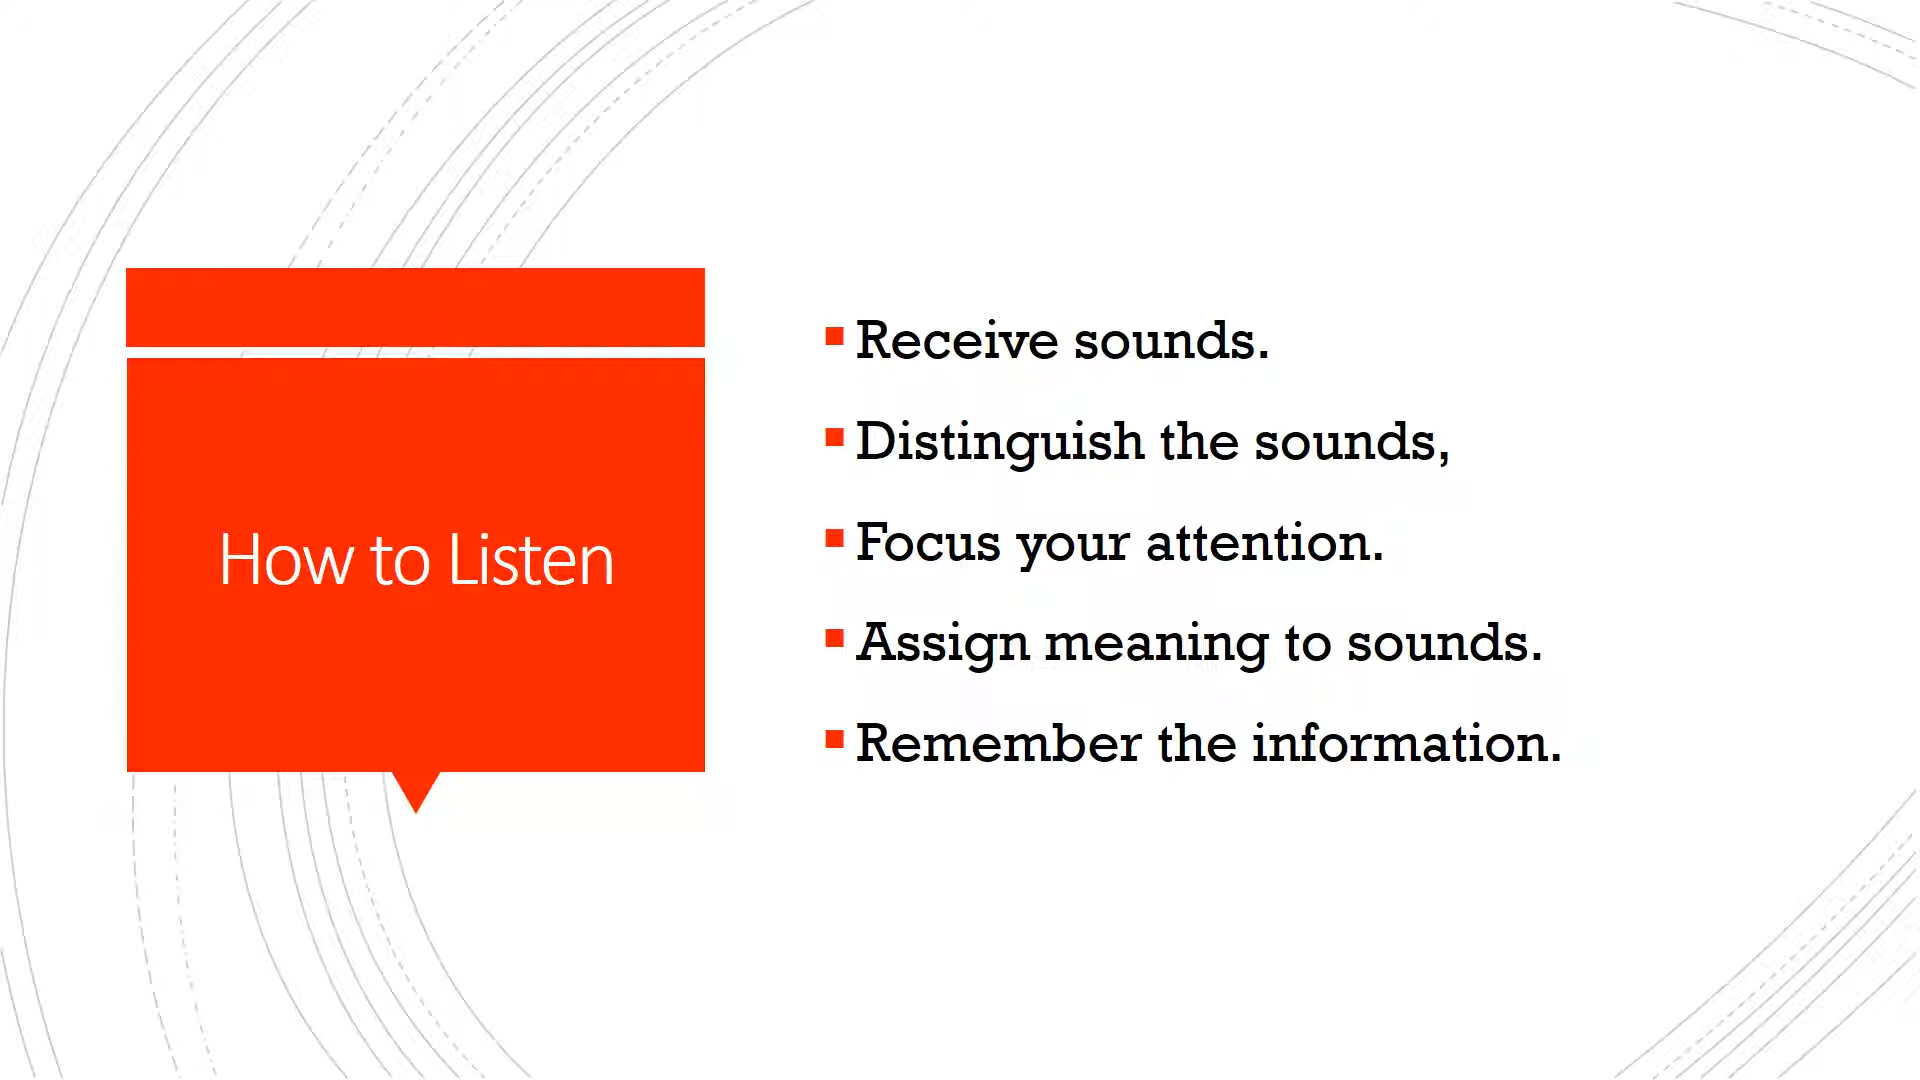 How to Listen
Receive sounds.
Distinguish the sounds,
Focus your attention.
Assign meaning to sounds.
Remember the information.